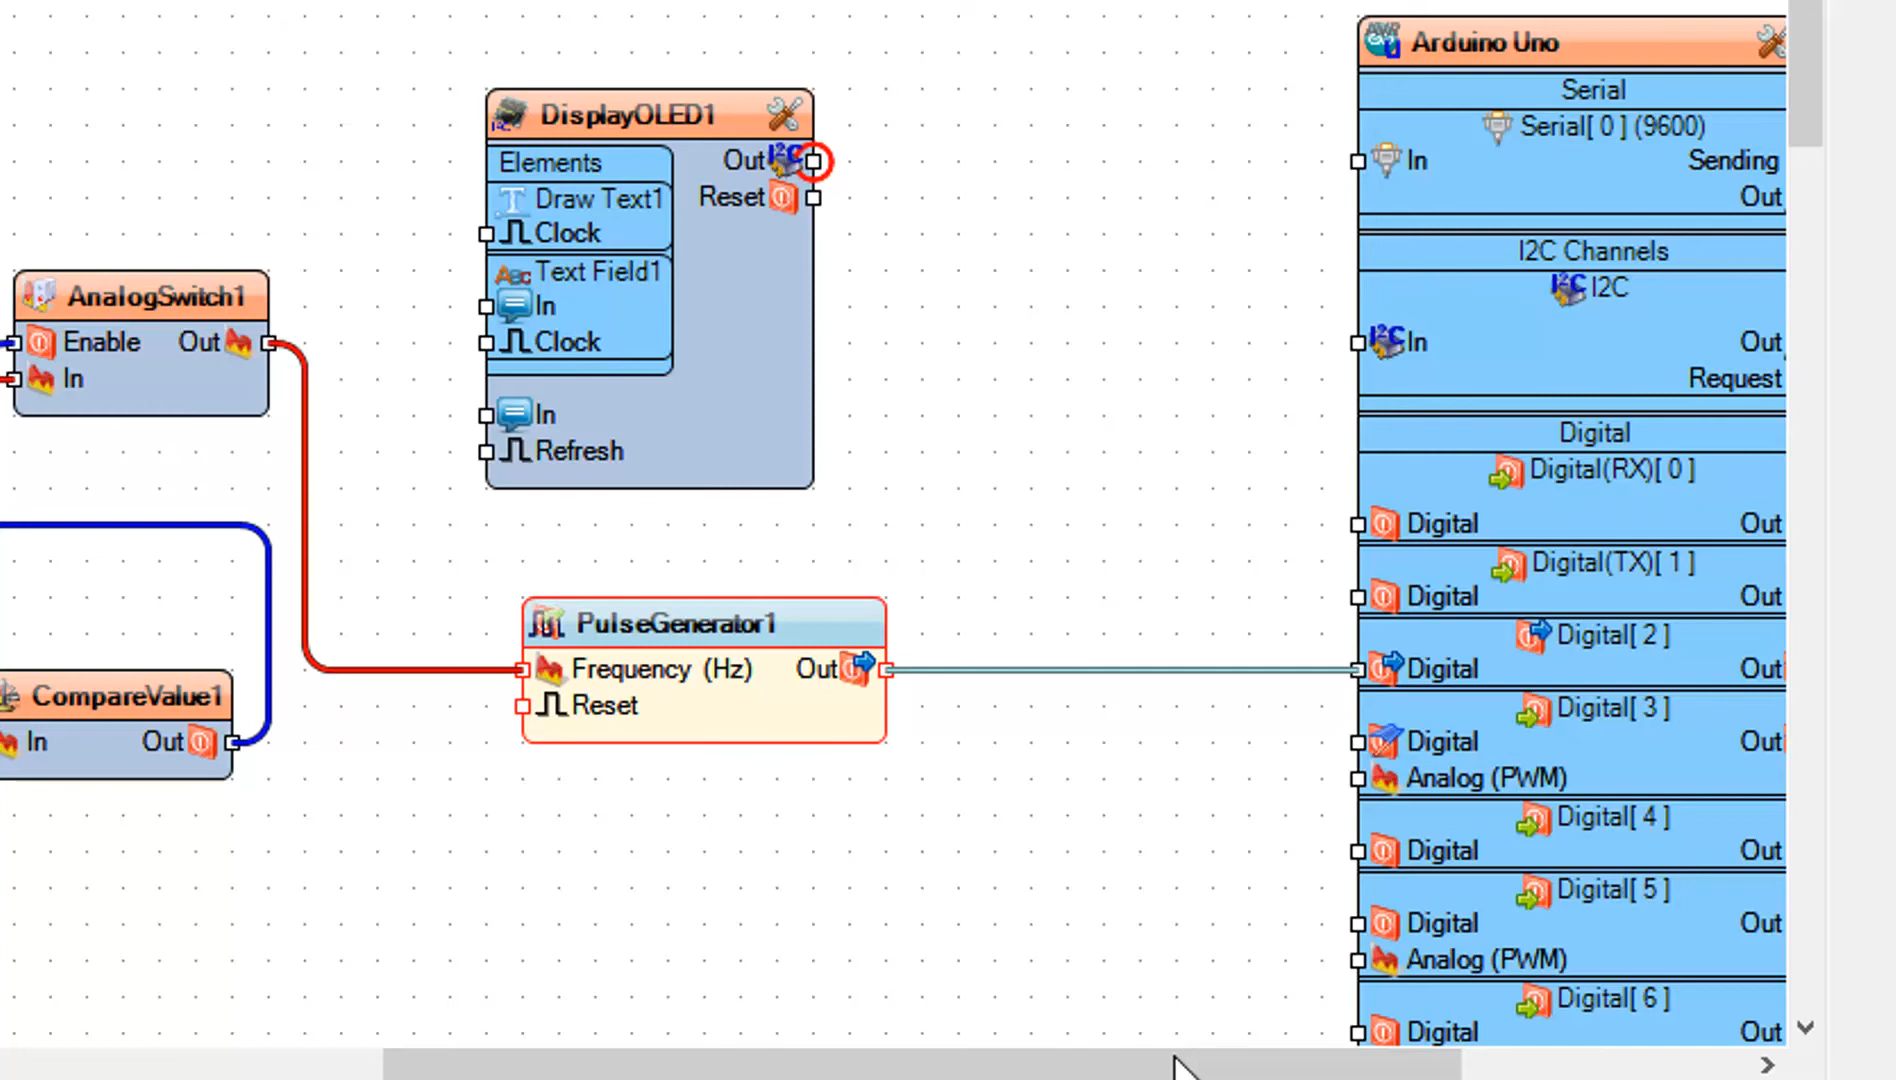 DisplayOLED1
Elements
Draw Text1
Clock
Text Field1
In
Clock
In
Refresh
Out
Reset
AnalogSwitch1
Enable Out
In
CompareValue1
In Out
PulseGenerator1
Frequency (Hz) Out
Reset
Arduino Uno
Serial
Serial[ 0 ] (9600)
In Sending
Out
I2C Channels
I2C
In Out
Request
Digital
Digital(RX)[ 0 ]
Digital Out
Digital(TX)[ 1 ]
Digital Out
Digital[ 2 ]
Digital Out
Digital[ 3 ]
Digital Out
Analog (PWM)
Digital[ 4 ]
Digital Out
Digital[ 5 ]
Digital Out
Analog (PWM)
Digital[ 6 ]
Digital Out